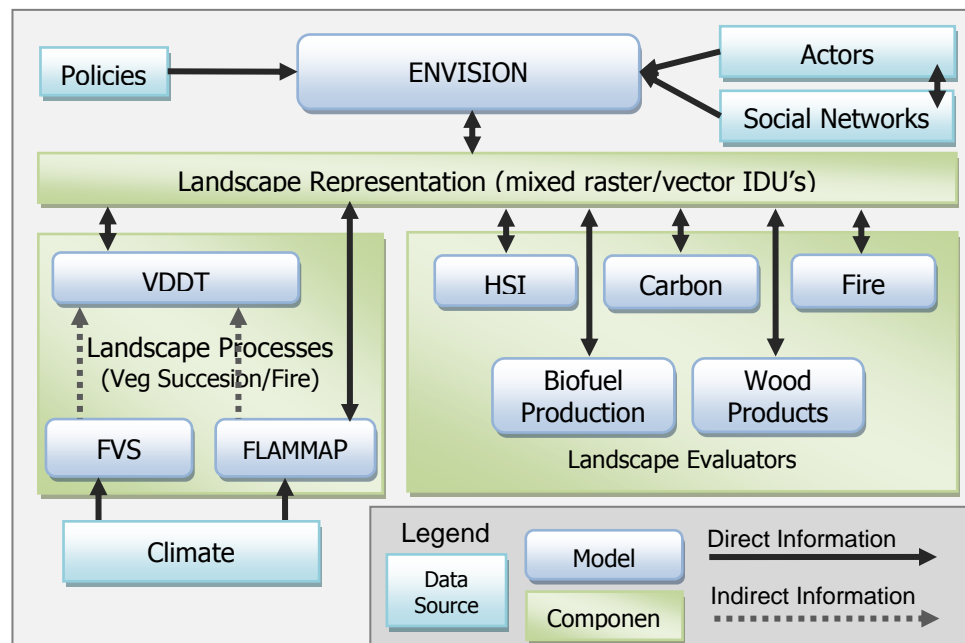 Policies
ENVISION
Actors
Social Networks
Landscape Representation (mixed raster/vector IDU's)
VDDT
Landscape Processes
(Veg Succesion/Fire)
FVS
FLAMMAP
Climate
HSI
Carbon
Fire
Biofuel
Production
Wood
Products
Landscape Evaluators
Legend
Data
Source
Model
Componen
Direct Information
Indirect Information